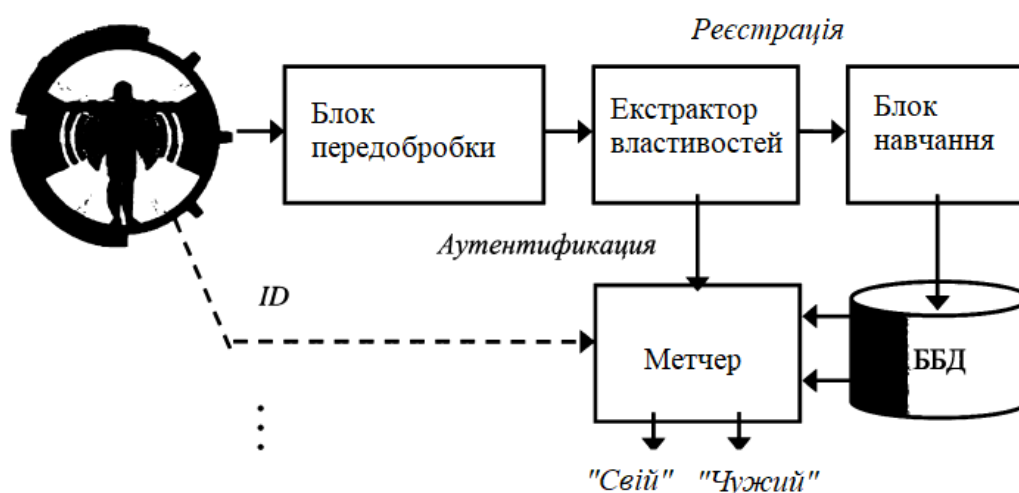 Реєстрація
Блок
передобробки
Екстрактор
властивостей
Блок
навчання
Аутентификация
ID
Метчер
ББД
"Свій" "Чужий"